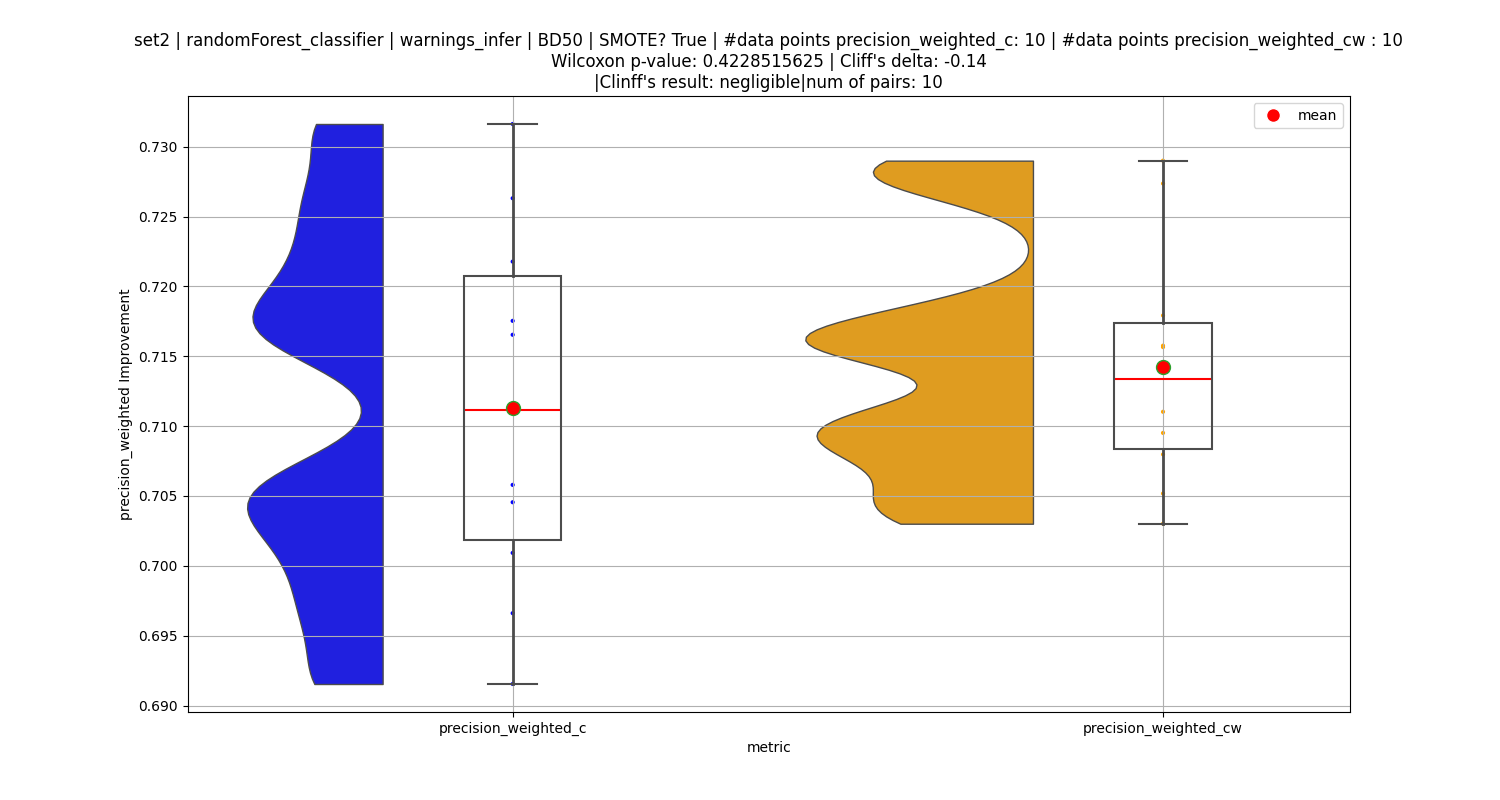 set2 | randomForest_classifier | warnings_infer | BD50 | SMOTE? True | #data points precision_weighted_c: 10 | #data points precision_weighted_cw : 10
Wilcoxon p-value: 0.4228515625 | Cliff's delta: -0.14
|Clinff's result: negligible|num of pairs: 10
mean
0.730
0.725
0.720
0.715
0.710
0.705
0.700
0.695
0.690
precision_weighted Improvement
precision_weighted_c
precision_weighted_cw
metric